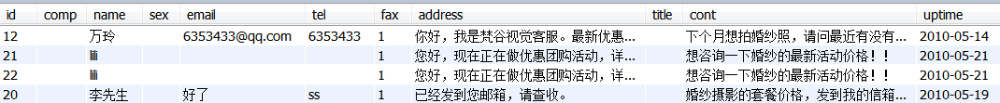 id comp name sex email tel fax address title cont uptime
12 万玲 6353433@qq.com 6353433 1 你好，我是梵谷视觉客服。最新优惠... 下个月想拍婚纱照，请问最近有没有... 2010-05-14
21 lili 1 您好，现在正在做优惠团购活动，详... 想咨询一下婚纱的最新活动价格！！ 2010-05-21
22 lili 1 您好，现在正在做优惠团购活动，详... 想咨询一下婚纱的最新活动价格！！ 2010-05-21
20 李先生 好了 ss 1 已经发到您邮箱，请查收。 婚纱摄影的套餐价格，发到我的信箱... 2010-05-19